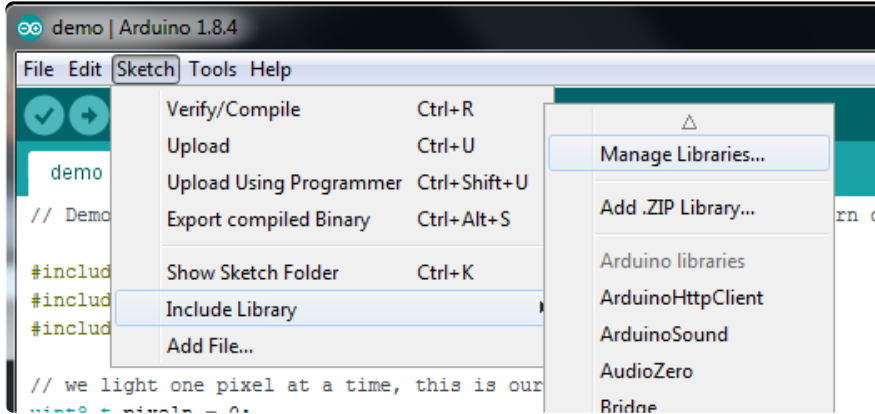 demo | Arduino 1.8.4
File Edit Sketch Tools Help
Verify/Compile Ctrl+R
Upload Ctrl+U
Upload Using Programmer Ctrl+Shift+U
Export compiled Binary Ctrl+Alt+S
Show Sketch Folder Ctrl+K
Include Library
Add File...
Manage Libraries...
Add .ZIP Library...
Arduino libraries
ArduinoHttpClient
ArduinoSound
AudioZero
Bridge
demo
// Demo
#includ
#includ
#includ
// we light one pixel at a time, this is our
uint8_t pixeln = 0;